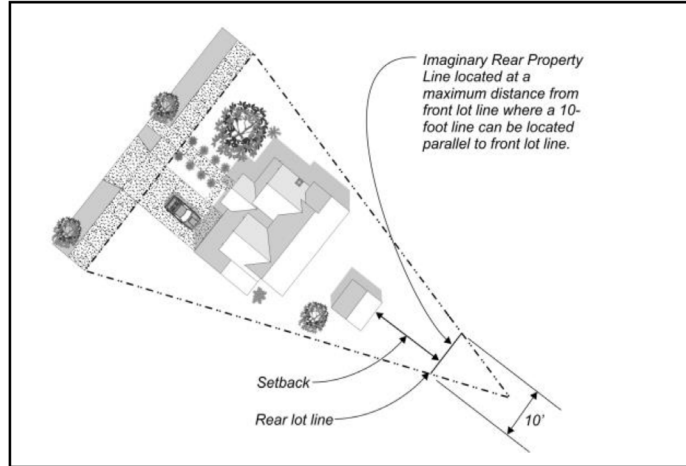 Imaginary Rear Property
Line located at a
maximum distance from
front lot line where a 10-
foot line can be located
parallel to front lot line.
Setback
Rear lot line
10'